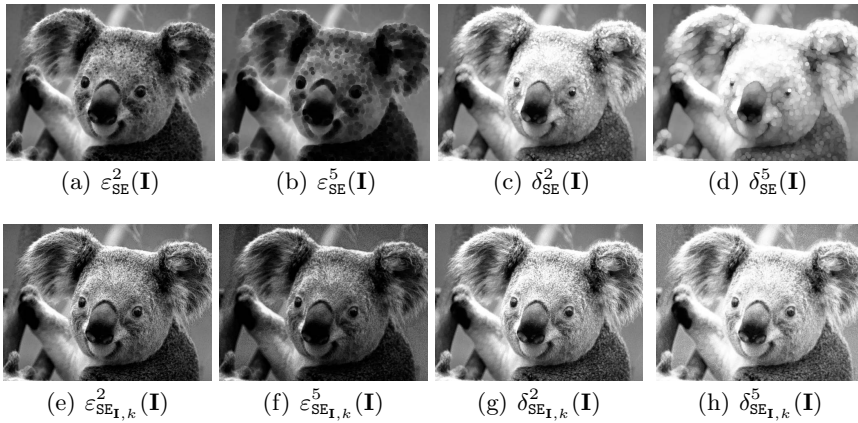 (a) ε²_SE(I) (b) ε⁵_SE(I) (c) δ²_SE(I) (d) δ⁵_SE(I)
(e) ε²_SE_I,k(I) (f) ε⁵_SE_I,k(I) (g) δ²_SE_I,k(I) (h) δ⁵_SE_I,k(I)